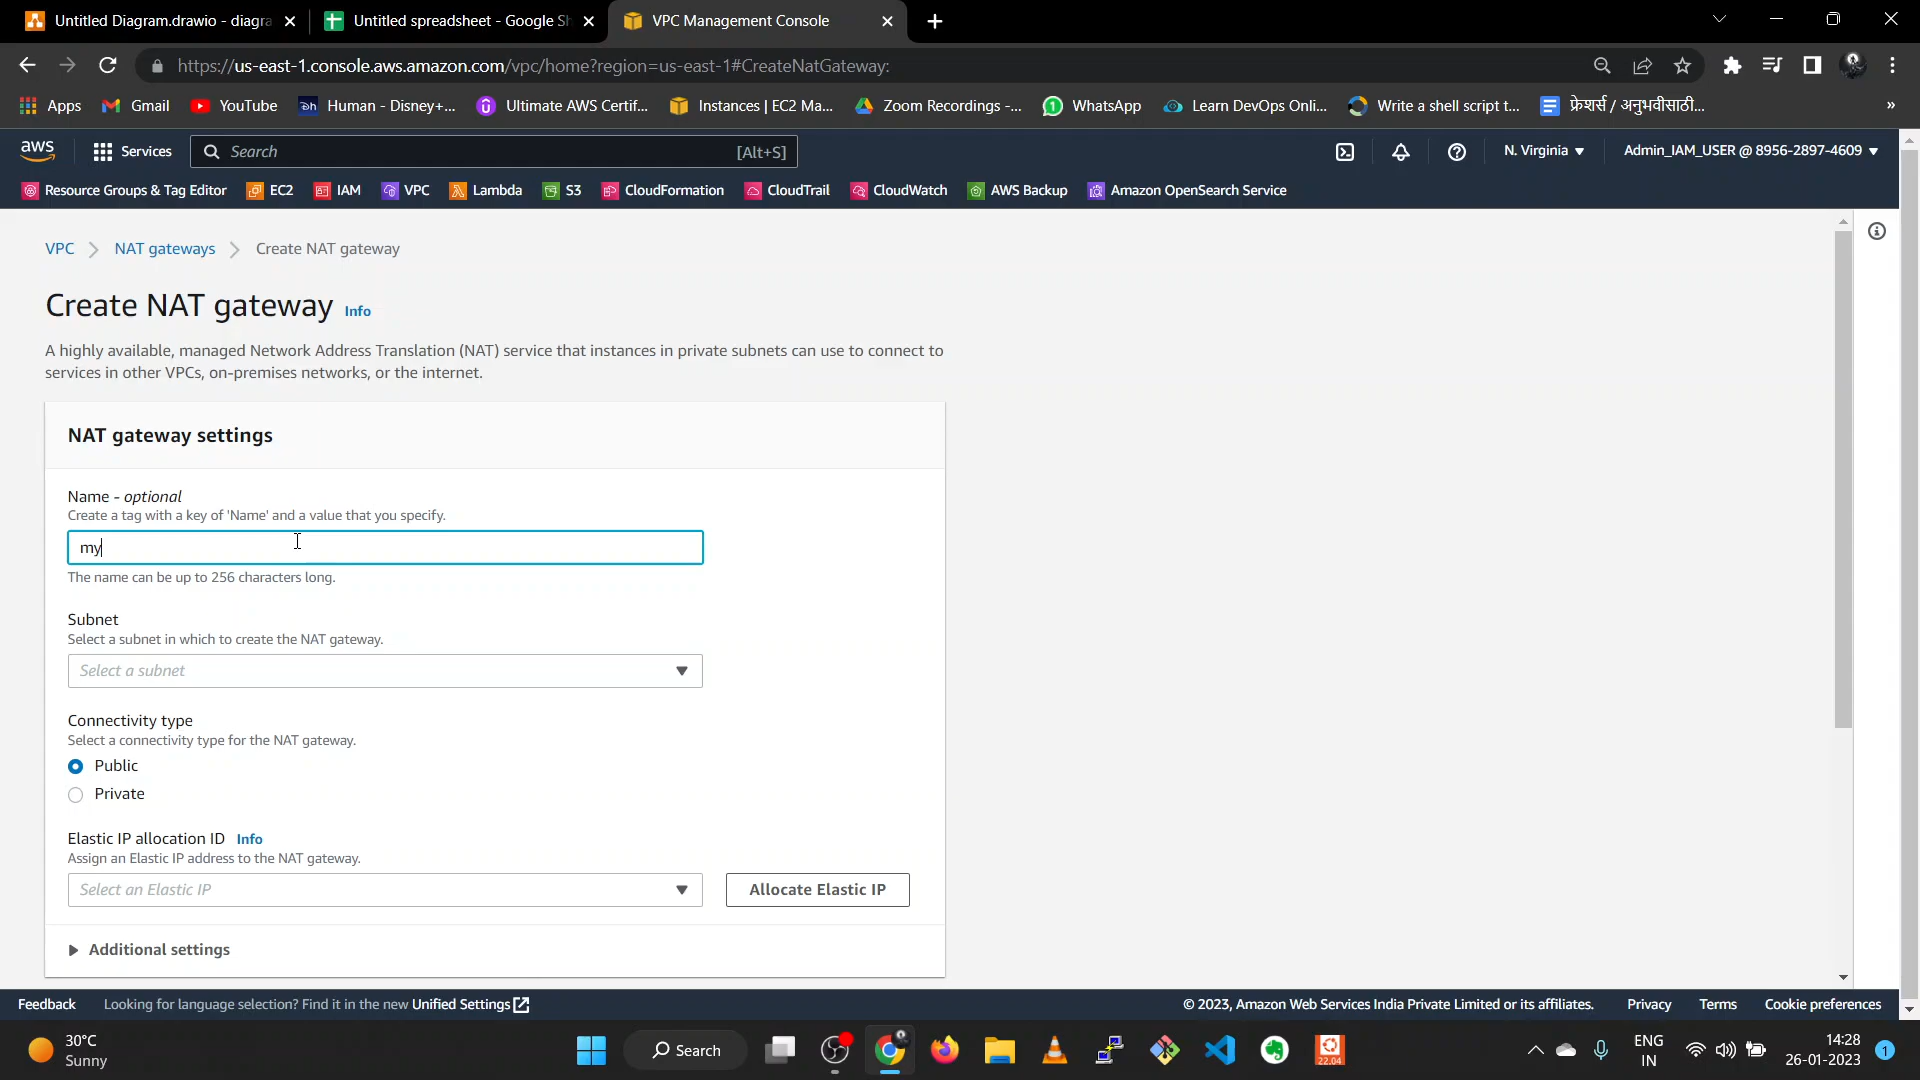 Untitled Diagram.drawio - diagra
Untitled spreadsheet - Google Sh
VPC Management Console
https://us-east-1.console.aws.amazon.com/vpc/home?region=us-east-1#CreateNatGateway:
Apps
Gmail
YouTube
Human - Disney+...
Ultimate AWS Certif...
Instances | EC2 Ma...
Zoom Recordings -...
WhatsApp
Learn DevOps Onli...
Write a shell script t...
फ्रेशर्स / अनुभवीसाठी...
»
aws
Services
Search
[Alt+S]
N. Virginia
Admin_IAM_USER @ 8956-2897-4609
Resource Groups & Tag Editor
EC2
IAM
VPC
Lambda
S3
CloudFormation
CloudTrail
CloudWatch
AWS Backup
Amazon OpenSearch Service
VPC
NAT gateways
Create NAT gateway
Create NAT gateway Info
A highly available, managed Network Address Translation (NAT) service that instances in private subnets can use to connect to
services in other VPCs, on-premises networks, or the internet.
NAT gateway settings
Name - optional
Create a tag with a key of 'Name' and a value that you specify.
my
The name can be up to 256 characters long.
Subnet
Select a subnet in which to create the NAT gateway.
Select a subnet
Connectivity type
Select a connectivity type for the NAT gateway.
Public
Private
Elastic IP allocation ID Info
Assign an Elastic IP address to the NAT gateway.
Select an Elastic IP
Allocate Elastic IP
Additional settings
Feedback
Looking for language selection? Find it in the new Unified Settings
© 2023, Amazon Web Services India Private Limited or its affiliates.
Privacy
Terms
Cookie preferences
30°C
Sunny
Search
22.04
ENG
IN
14:28
26-01-2023
1